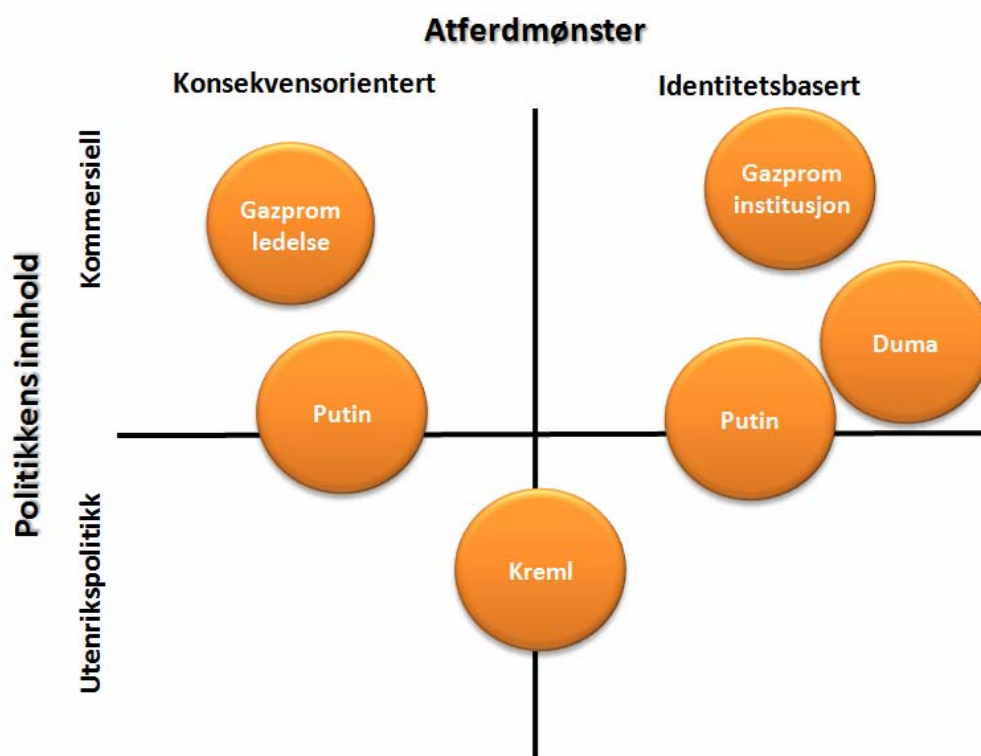 Atferdmønster
Konsekvensorientert
Identitetsbasert
Politikkens innhold
Kommersiell
Utenrikspolitikk
Gazprom
ledelse
Gazprom
institusjon
Duma
Putin
Putin
Kreml